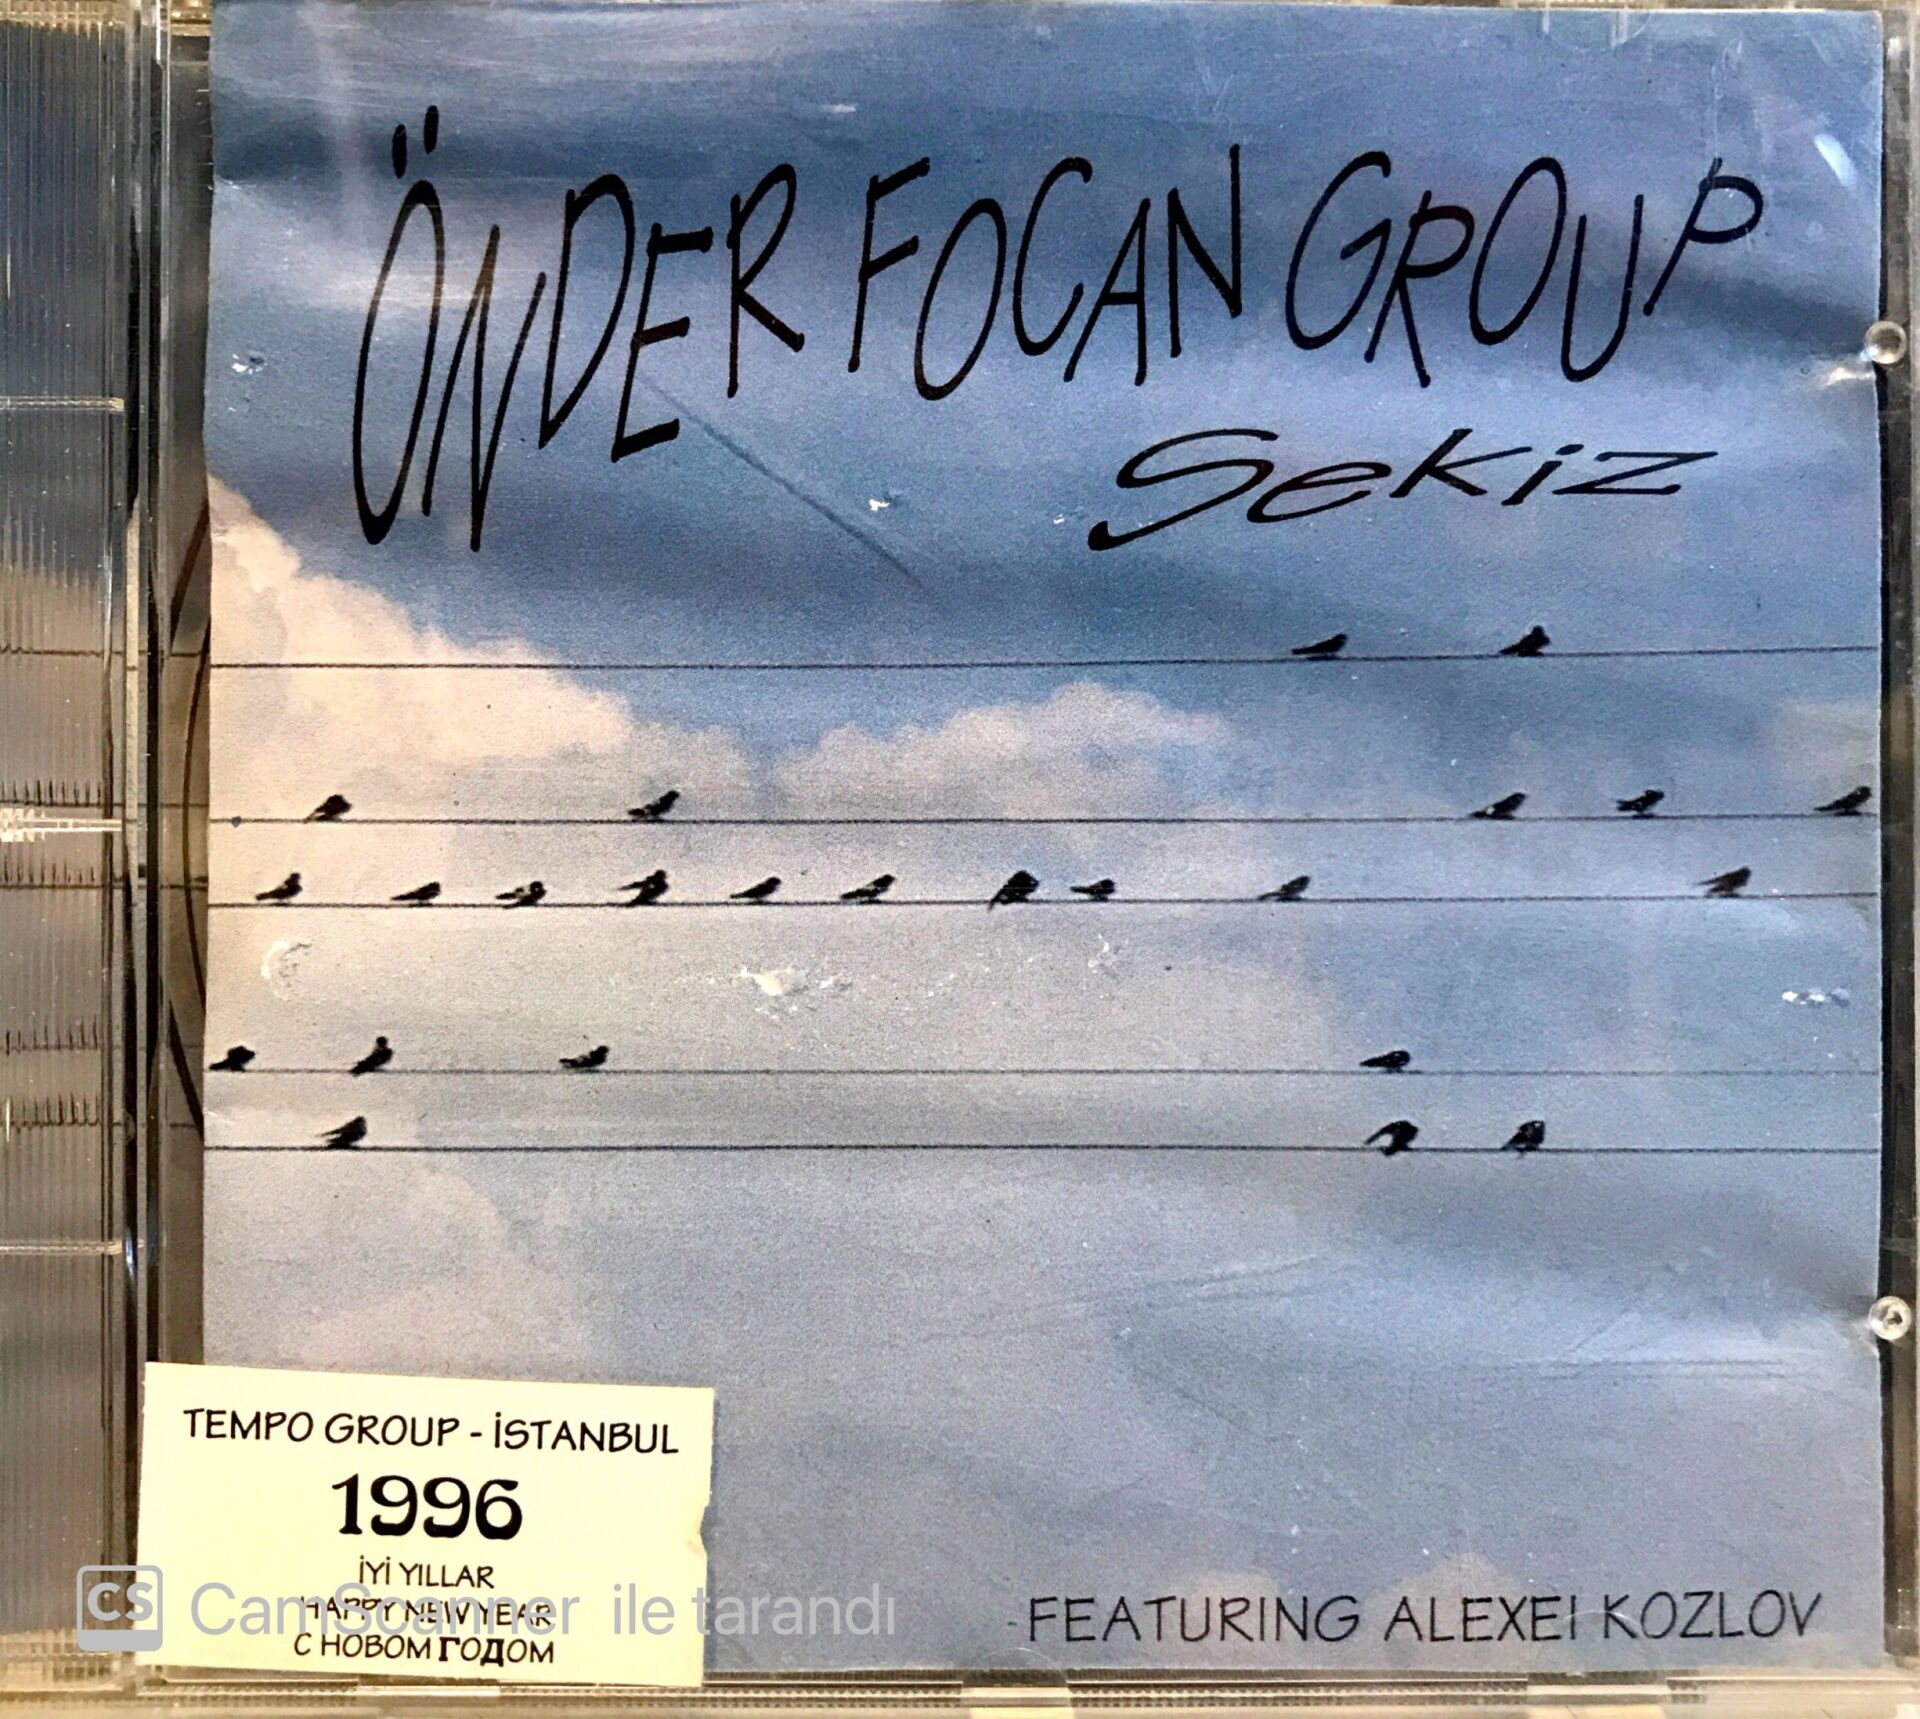 ÖNDER FOCAN GROUP
Sekiz
TEMPO GROUP - İSTANBUL
1996
İYİ YILLAR
HAPPY NEW YEAR
С НОВОМ ГОДОМ
CS CamScanner ile tarandı
FEATURING ALEXEI KOZLOV